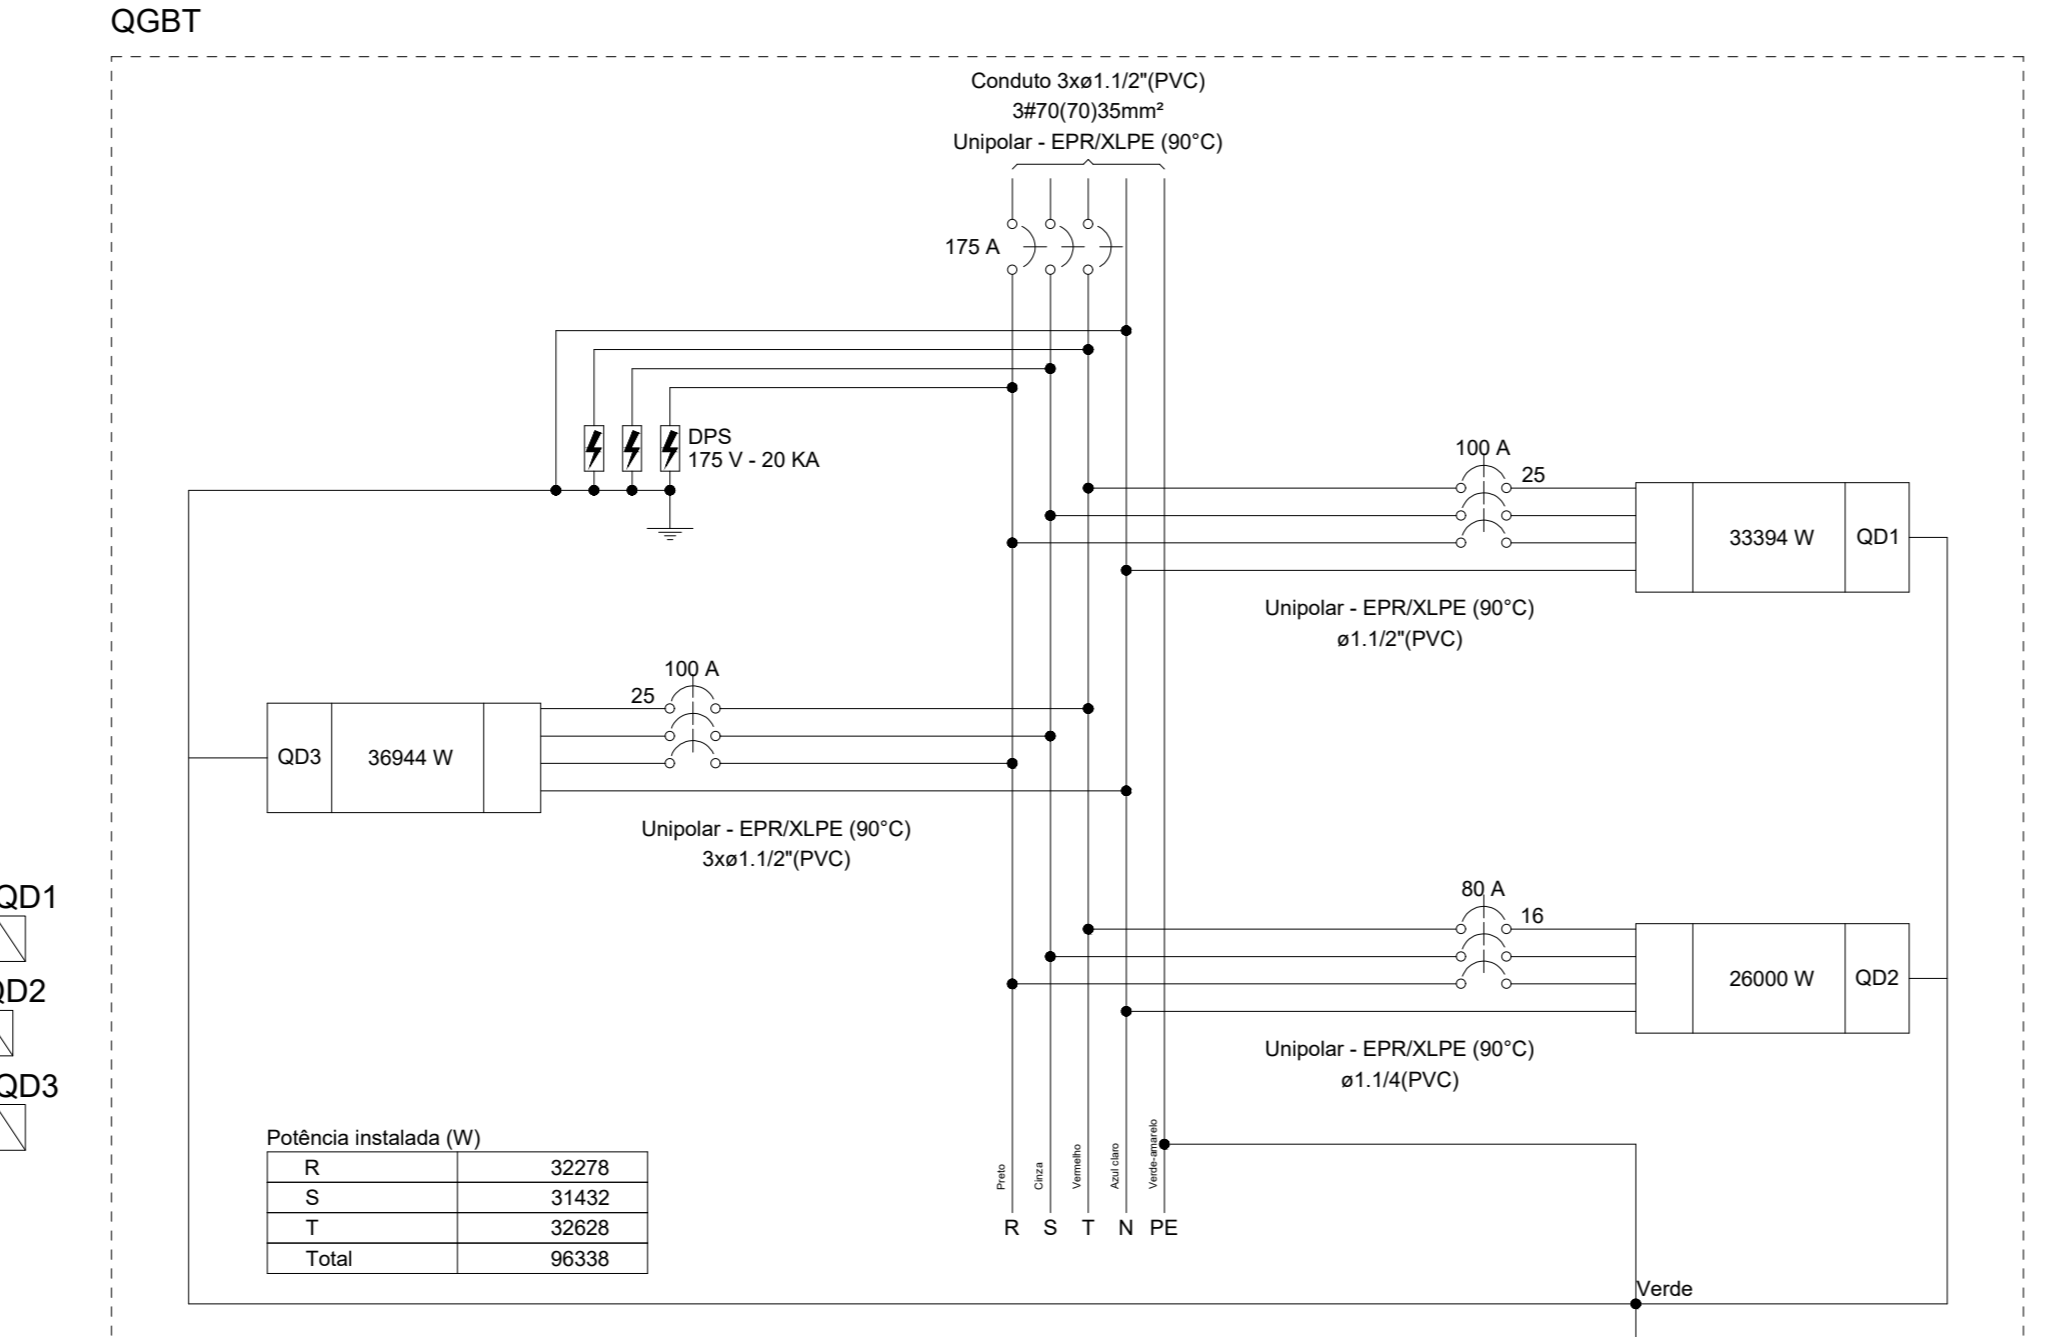 QGBT
Conduto 3xø1.1/2"(PVC)
3#70(70)35mm²
Unipolar - EPR/XLPE (90°C)
175 A
DPS
175 V - 20 KA
100 A
25
33394 W
QD1
Unipolar - EPR/XLPE (90°C)
ø1.1/2"(PVC)
100 A
25
QD3
36944 W
Unipolar - EPR/XLPE (90°C)
3xø1.1/2"(PVC)
80 A
16
26000 W
QD2
Unipolar - EPR/XLPE (90°C)
ø1.1/4(PVC)
QD1
QD2
QD3
Potência instalada (W)
R 32278
S 31432
T 32628
Total 96338
Preto
Cinza
Vermelho
Azul claro
Verde-amarelo
R S T N PE
Verde